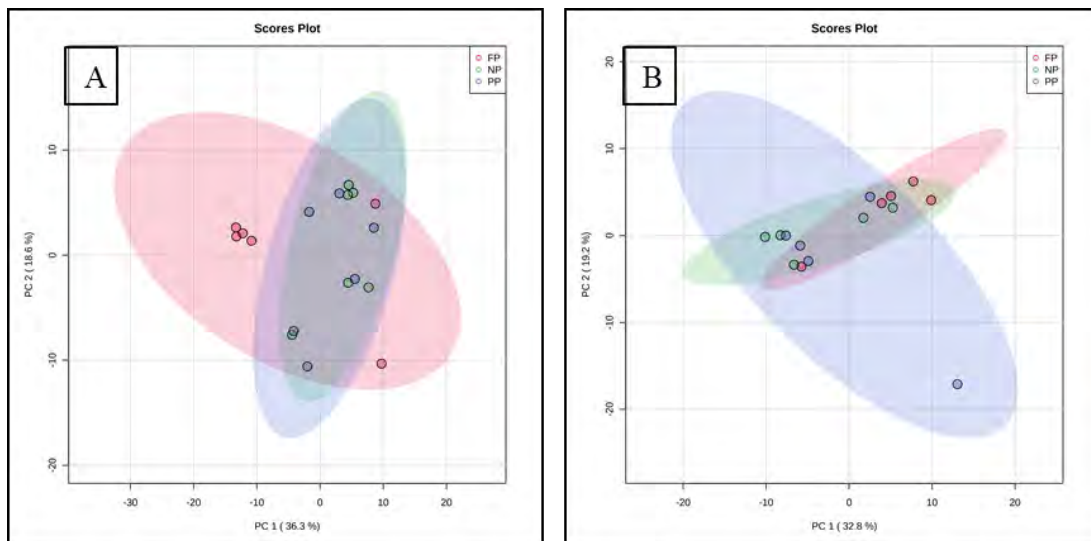 Scores Plot
A
FP
NP
PP
10
0
-10
-20
PC 2 ( 18.6 %)
-30
-20
-10
0
10
20
PC 1 ( 36.3 %)
Scores Plot
B
FP
NP
PP
20
10
0
-10
-20
PC 2 ( 19.2 %)
-20
-10
0
10
20
PC 1 ( 32.8 %)